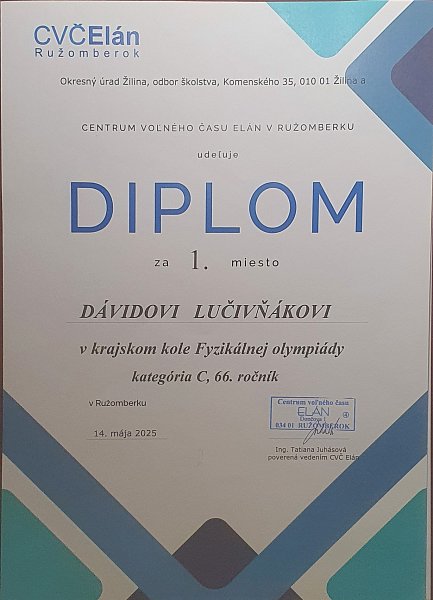 CVČElán
Ružomberok
Okresný úrad Žilina, odbor školstva, Komenského 35, 010 01 Žilina a
CENTRUM VOĽNÉHO ČASU ELÁN V RUŽOMBERKU
udeľuje
DIPLOM
za 1. miesto
DÁVIDOVI LUČIVŇÁKOVI
v krajskom kole Fyzikálnej olympiády
kategória C, 66. ročník
v Ružomberku
14. mája 2025
Centrum voľného času
ELÁN
Dončova 1
034 01 RUŽOMBEROK
Ing. Tatiana Juhásová
poverená vedením CVČ Elán